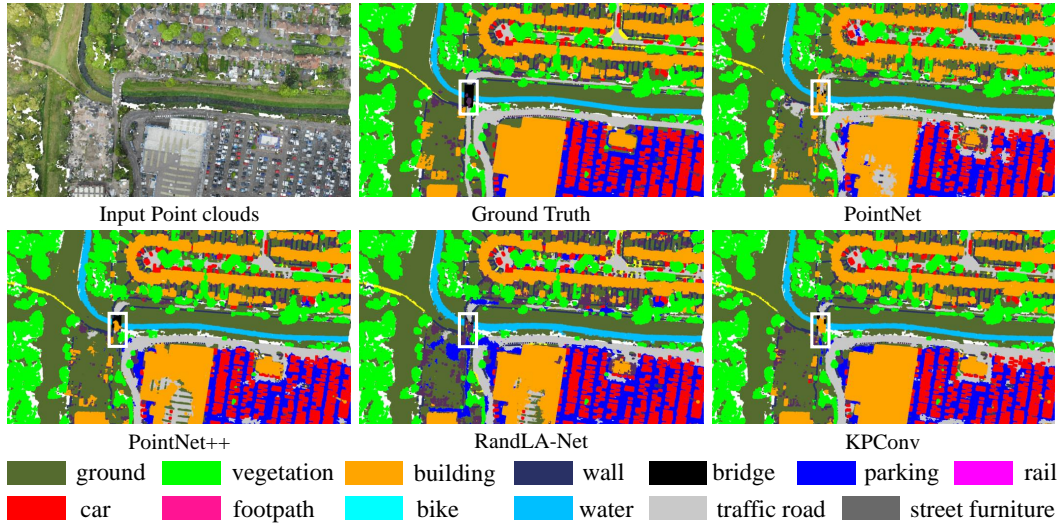 Input Point clouds Ground Truth PointNet
PointNet++ RandLA-Net KPConv
ground vegetation building wall bridge parking rail
car footpath bike water traffic road street furniture